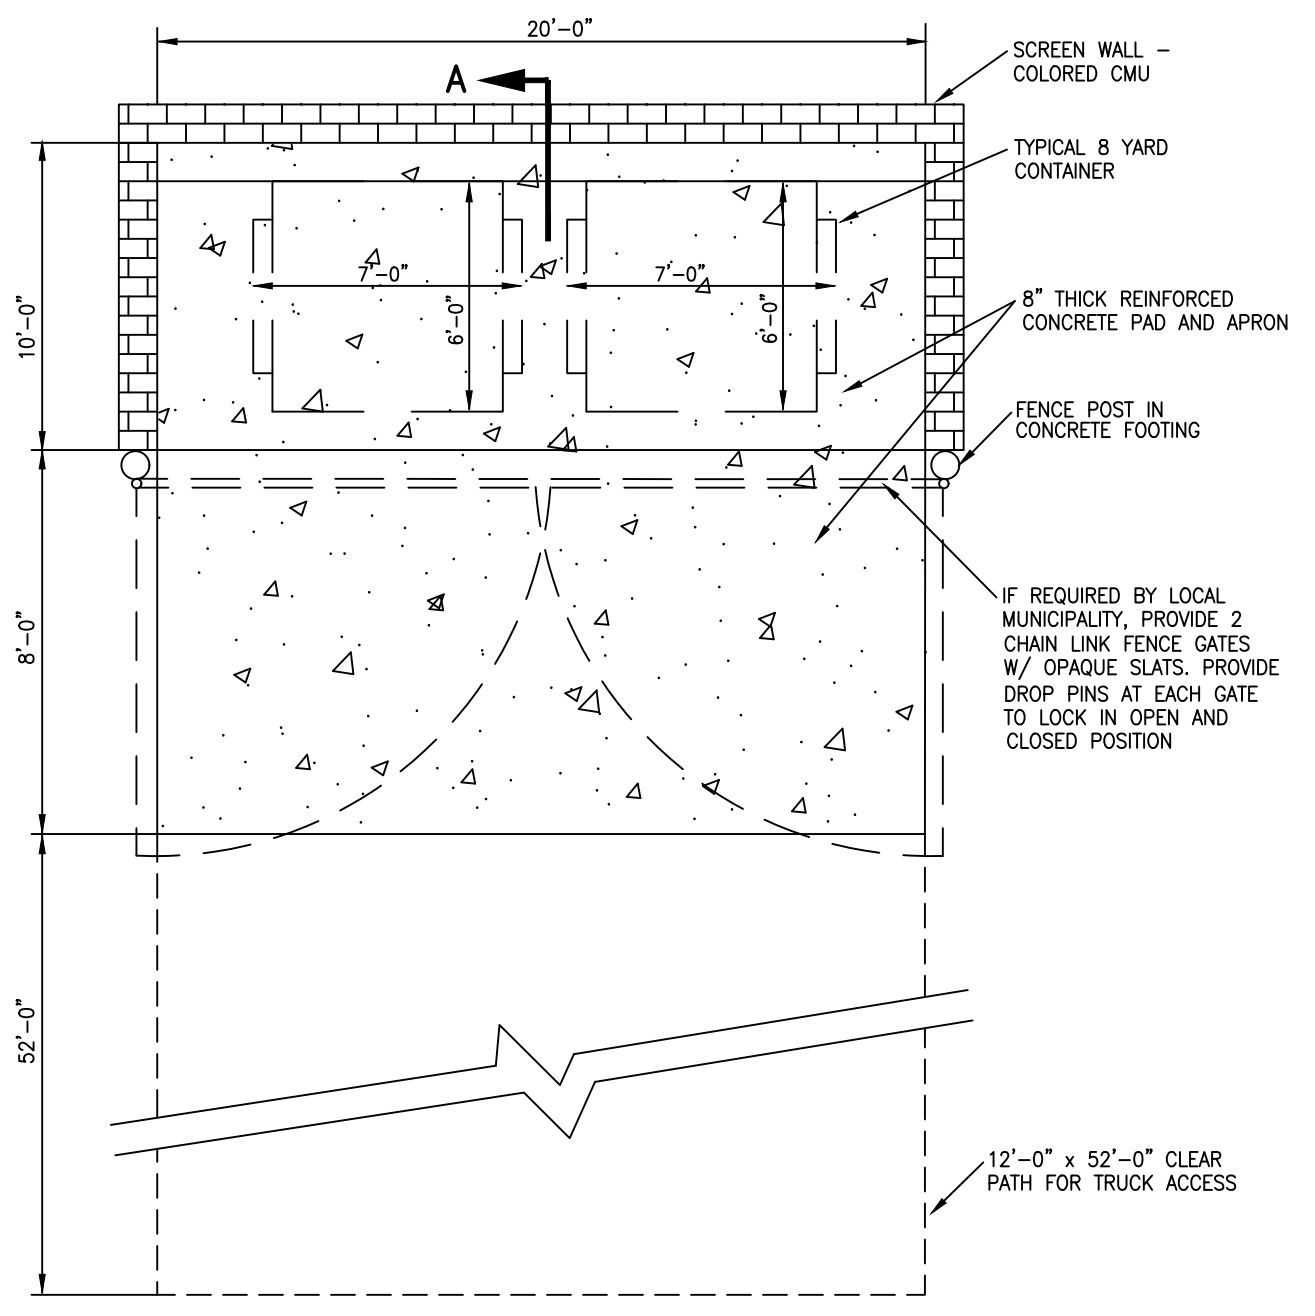 20'-0"
A
SCREEN WALL –
COLORED CMU
TYPICAL 8 YARD
CONTAINER
10'-0"
7'-0"
6'-0"
7'-0"
6'-0"
8" THICK REINFORCED
CONCRETE PAD AND APRON
FENCE POST IN
CONCRETE FOOTING
8'-0"
IF REQUIRED BY LOCAL
MUNICIPALITY, PROVIDE 2
CHAIN LINK FENCE GATES
W/ OPAQUE SLATS. PROVIDE
DROP PINS AT EACH GATE
TO LOCK IN OPEN AND
CLOSED POSITION
52'-0"
12'-0" x 52'-0" CLEAR
PATH FOR TRUCK ACCESS